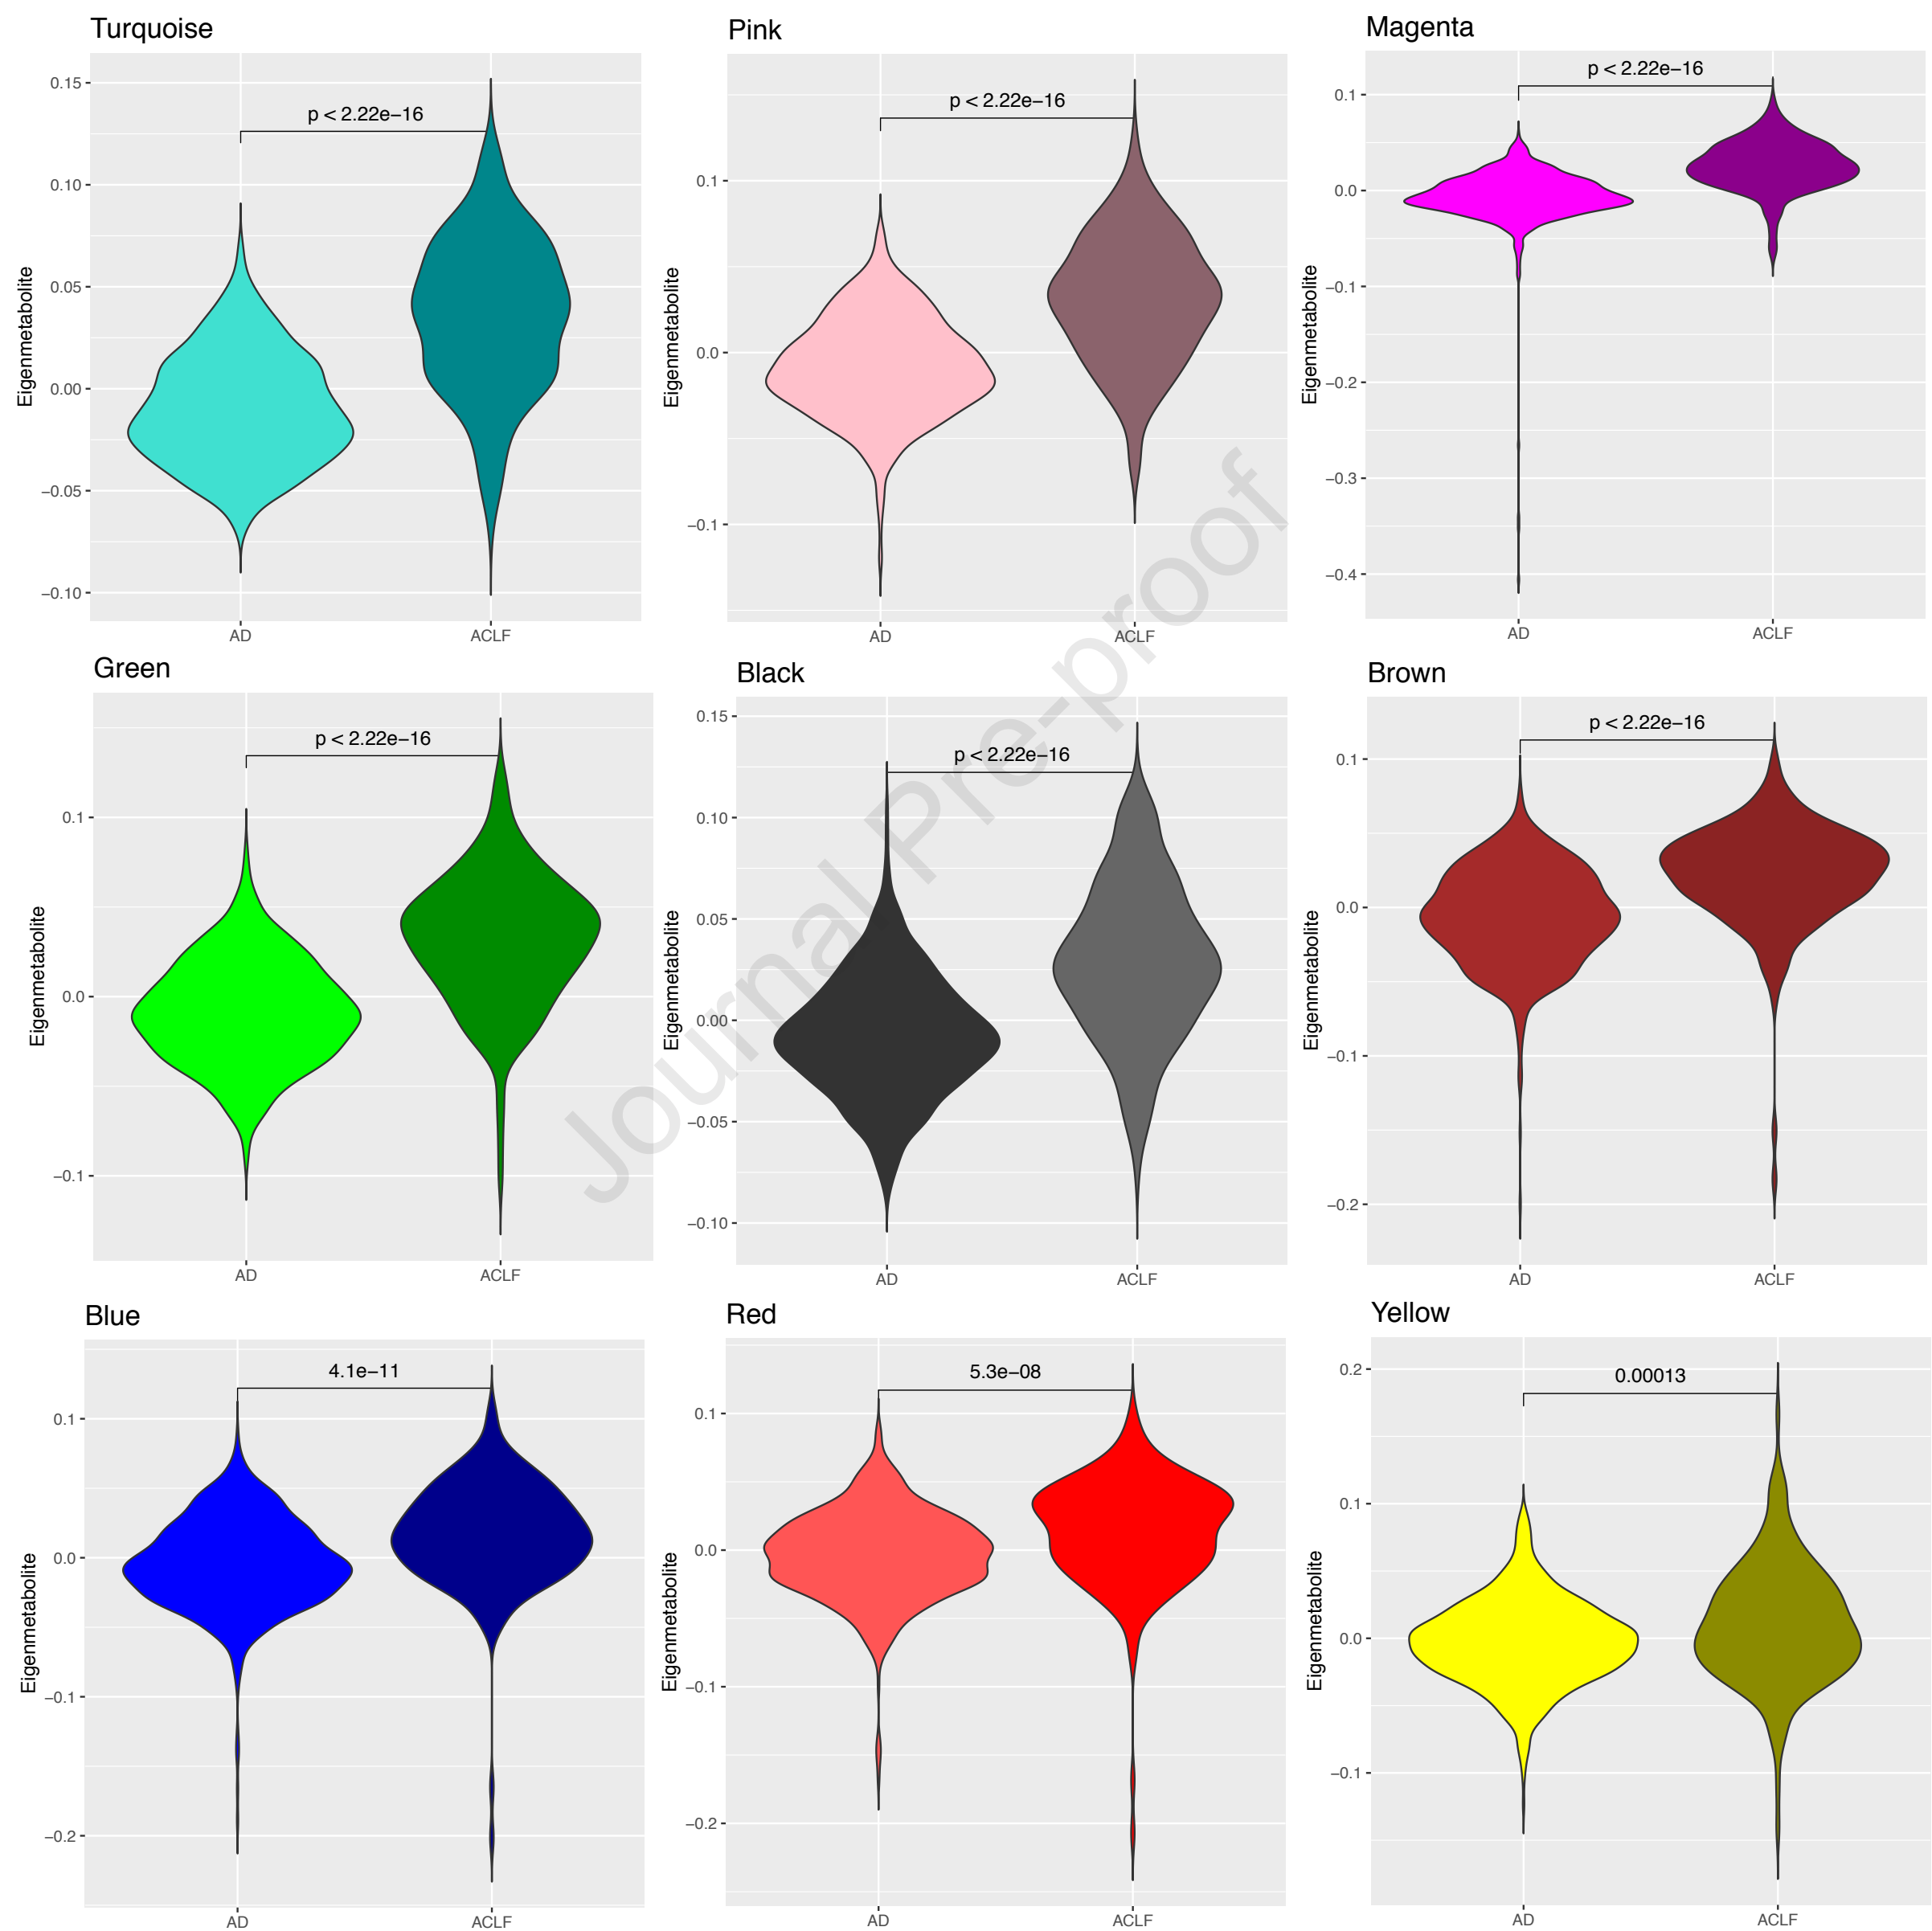 Turquoise
p < 2.22e−16
0.15
0.10
0.05
0.00
−0.05
−0.10
Eigenmetabolite
AD
ACLF
Pink
p < 2.22e−16
0.1
0.0
−0.1
Eigenmetabolite
AD
ACLF
Magenta
p < 2.22e−16
0.1
0.0
−0.1
−0.2
−0.3
−0.4
Eigenmetabolite
AD
ACLF
Green
p < 2.22e−16
0.1
0.0
−0.1
Eigenmetabolite
AD
ACLF
Black
p < 2.22e−16
0.15
0.10
0.05
0.00
−0.05
−0.10
Eigenmetabolite
AD
ACLF
Brown
p < 2.22e−16
0.1
0.0
−0.1
−0.2
Eigenmetabolite
AD
ACLF
Blue
4.1e−11
0.1
0.0
−0.1
−0.2
Eigenmetabolite
AD
ACLF
Red
5.3e−08
0.1
0.0
−0.1
−0.2
Eigenmetabolite
AD
ACLF
Yellow
0.00013
0.2
0.1
0.0
−0.1
Eigenmetabolite
AD
ACLF
Journal Pre-proof